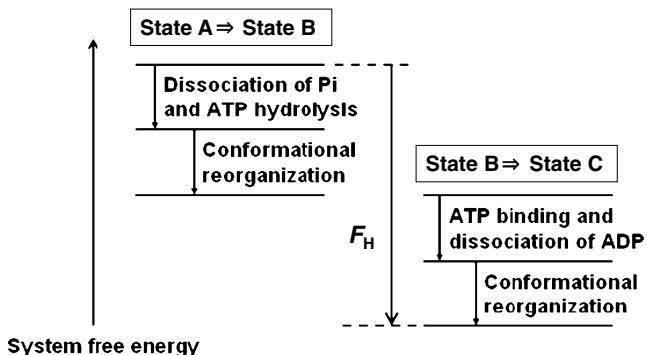 State A⇒ State B
Dissociation of Pi
and ATP hydrolysis
Conformational
reorganization
State B⇒ State C
ATP binding and
dissociation of ADP
F_H
Conformational
reorganization
System free energy